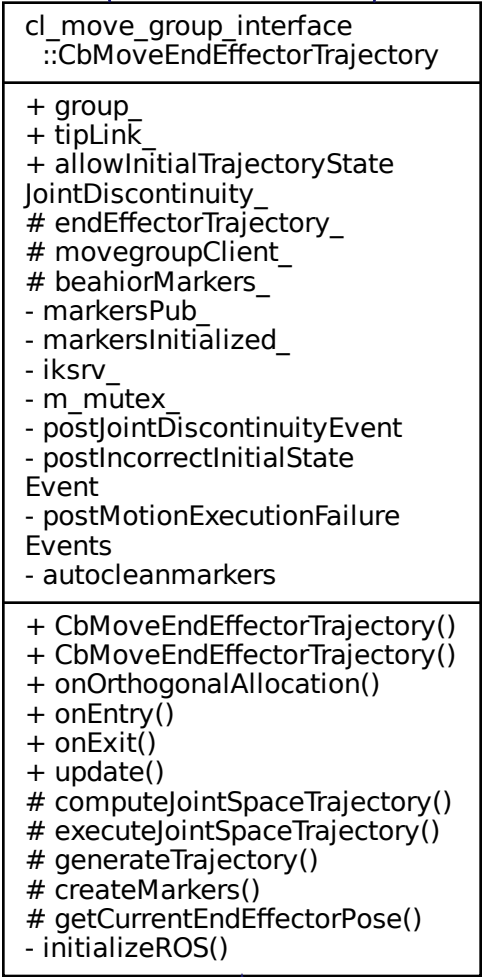 cl_move_group_interface
::CbMoveEndEffectorTrajectory
+ group_
+ tipLink_
+ allowInitialTrajectoryState
JointDiscontinuity_
# endEffectorTrajectory_
# movegroupClient_
# beahiorMarkers_
- markersPub_
- markersInitialized_
- iksrv_
- m_mutex_
- postJointDiscontinuityEvent
- postIncorrectInitialState
Event
- postMotionExecutionFailure
Events
- autocleanmarkers
+ CbMoveEndEffectorTrajectory()
+ CbMoveEndEffectorTrajectory()
+ onOrthogonalAllocation()
+ onEntry()
+ onExit()
+ update()
# computeJointSpaceTrajectory()
# executeJointSpaceTrajectory()
# generateTrajectory()
# createMarkers()
# getCurrentEndEffectorPose()
- initializeROS()